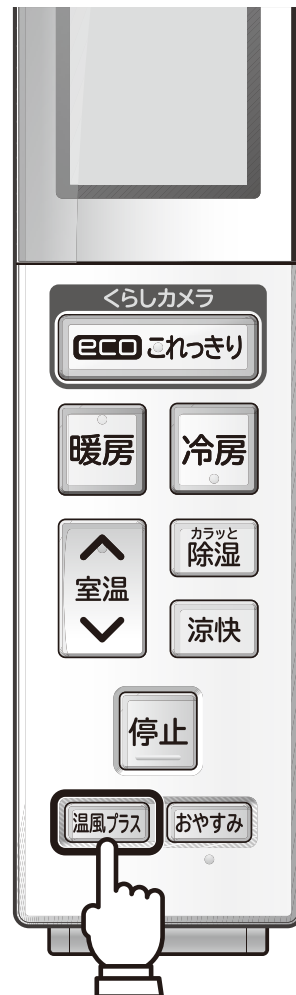 くらしカメラ
eco これっきり
暖房 冷房
室温
カラッと
除湿
涼快
停止
温風プラス おやすみ